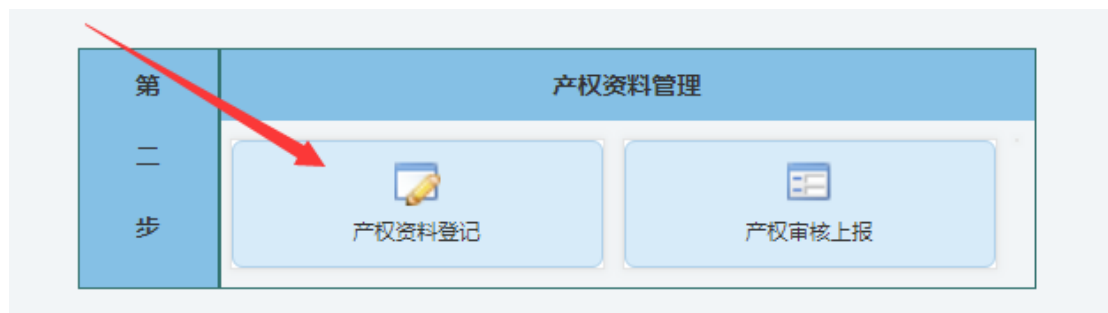 第二步
产权资料管理
产权资料登记
产权审核上报